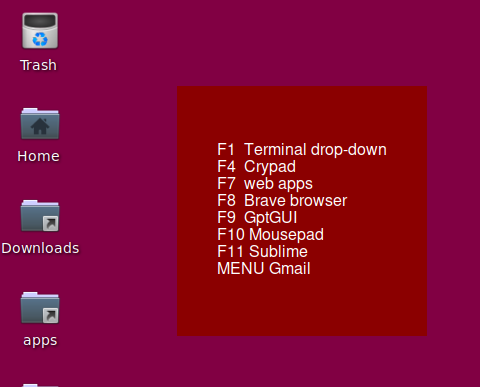 Trash
Home
Downloads
apps
F1  Terminal drop-down
F4  Crypad
F7  web apps
F8  Brave browser
F9  GptGUI
F10 Mousepad
F11 Sublime
MENU Gmail